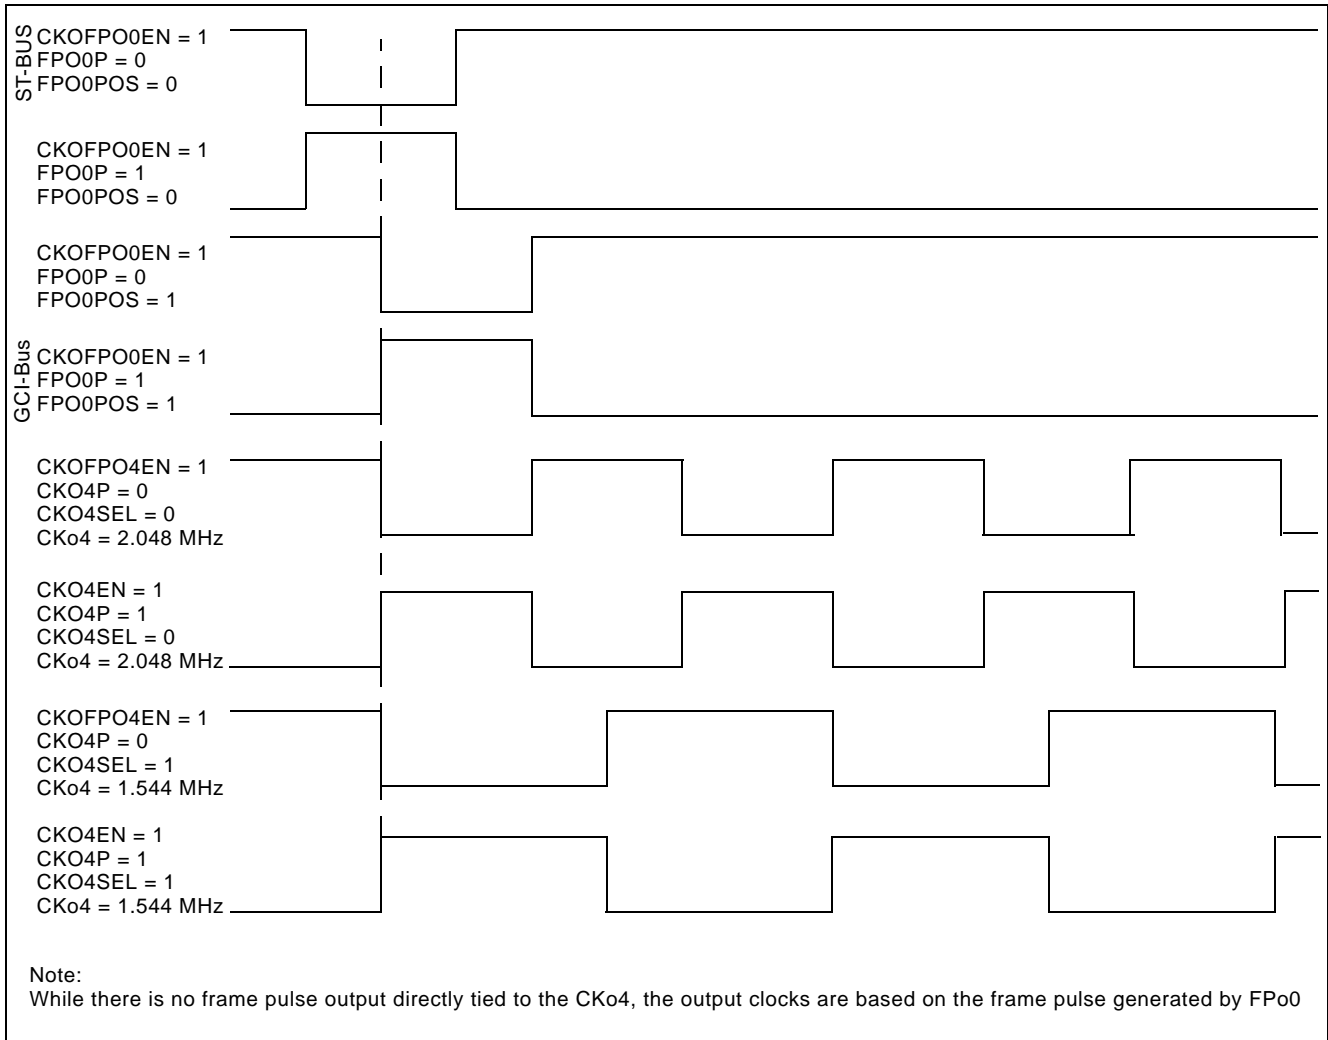 ST-BUS
CKOFPO0EN = 1
FPO0P = 0
FPO0POS = 0
CKOFPO0EN = 1
FPO0P = 1
FPO0POS = 0
CKOFPO0EN = 1
FPO0P = 0
FPO0POS = 1
GCI-Bus
CKOFPO0EN = 1
FPO0P = 1
FPO0POS = 1
CKOFPO4EN = 1
CKO4P = 0
CKO4SEL = 0
CKo4 = 2.048 MHz
CKO4EN = 1
CKO4P = 1
CKO4SEL = 0
CKo4 = 2.048 MHz
CKOFPO4EN = 1
CKO4P = 0
CKO4SEL = 1
CKo4 = 1.544 MHz
CKO4EN = 1
CKO4P = 1
CKO4SEL = 1
CKo4 = 1.544 MHz
Note:
While there is no frame pulse output directly tied to the CKo4, the output clocks are based on the frame pulse generated by FPo0